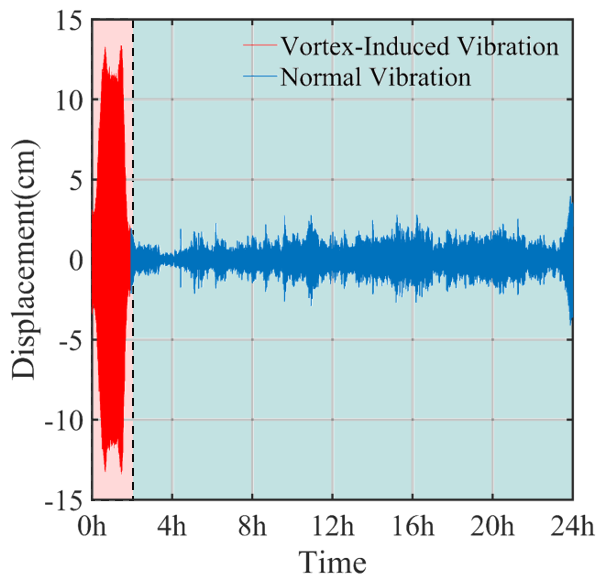 Displacement(cm)
15
10
5
0
-5
-10
-15
Vortex-Induced Vibration
Normal Vibration
0h 4h 8h 12h 16h 20h 24h
Time